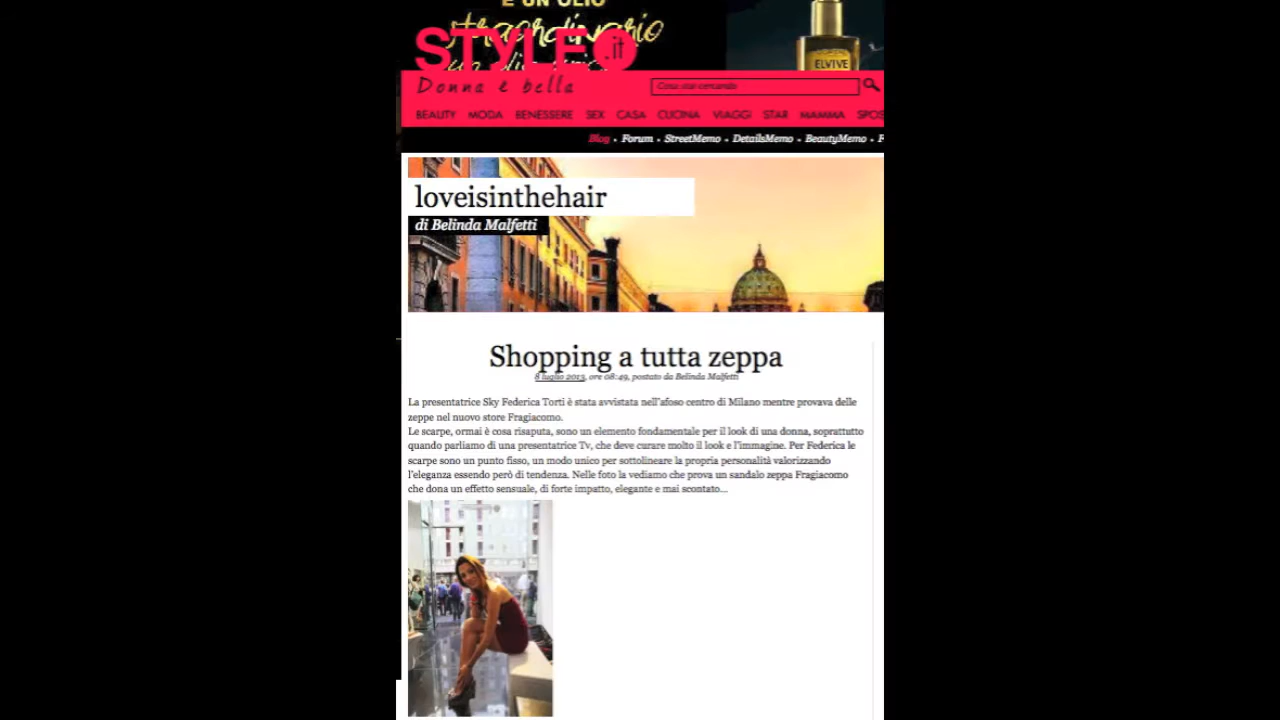 È UN OLIO
straordinario
STYLE.it
ELVIVE
Donna è bella
Cosa stai cercando
BEAUTY MODA BENESSERE SEX CASA CUCINA VIAGGI STAR MAMMA SPOS
Blog • Forum • StreetMemo • DetailsMemo • BeautyMemo • F
loveisinthehair
di Belinda Malfetti
Shopping a tutta zeppa
8 luglio 2013, ore 08:49, postato da Belinda Malfetti
La presentatrice Sky Federica Torti è stata avvistata nell'afoso centro di Milano mentre provava delle
zeppe nel nuovo store Fragiacomo.
Le scarpe, ormai è cosa risaputa, sono un elemento fondamentale per il look di una donna, soprattutto
quando parliamo di una presentatrice Tv, che deve curare molto il look e l'immagine. Per Federica le
scarpe sono un punto fisso, un modo unico per sottolineare la propria personalità valorizzando
l'eleganza essendo però di tendenza. Nelle foto la vediamo che prova un sandalo zeppa Fragiacomo
che dona un effetto sensuale, di forte impatto, elegante e mai scontato...